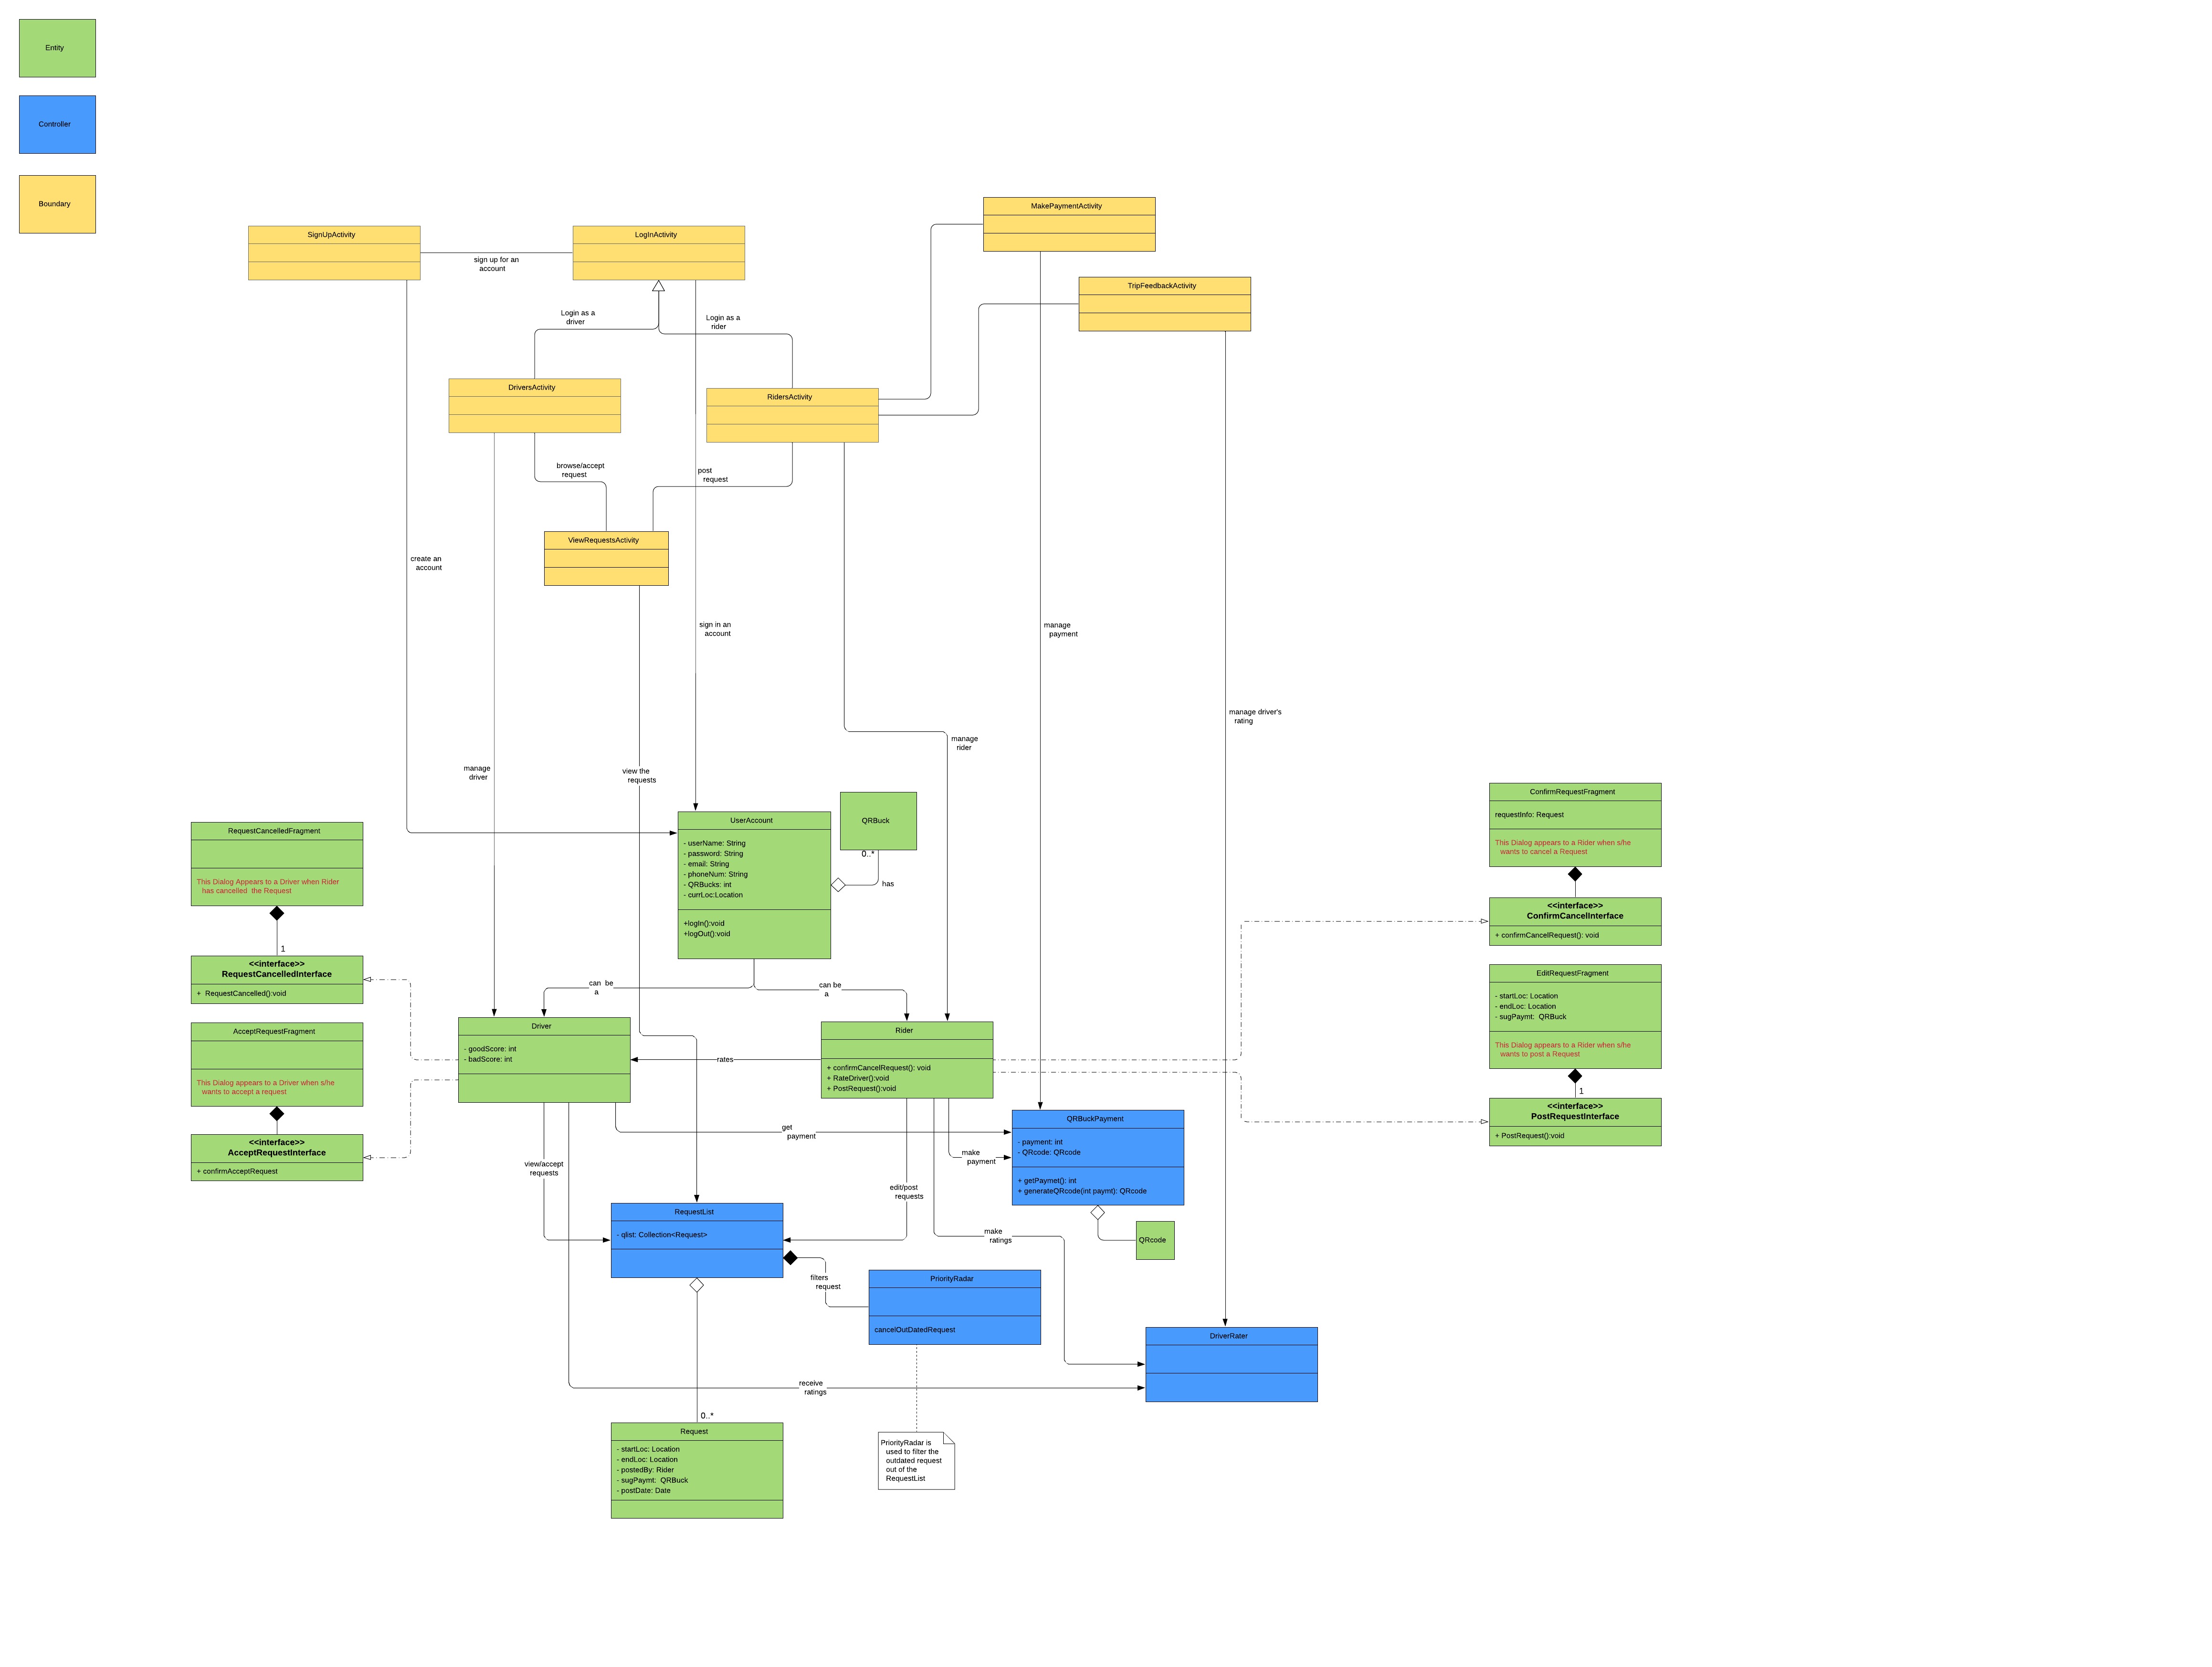 Entity
Controller
Boundary
SignUpActivity
sign up for an
account
LogInActivity
MakePaymentActivity
TripFeedbackActivity
Login as a
driver
Login as a
rider
DriversActivity
RidersActivity
browse/accept
request
post
request
ViewRequestsActivity
create an
account
sign in an
account
manage
payment
manage driver's
rating
manage
rider
manage
driver
view the
requests
RequestCancelledFragment
This Dialog Appears to a Driver when Rider
has cancelled  the Request
1
<<interface>>
RequestCancelledInterface
+  RequestCancelled():void
AcceptRequestFragment
This Dialog appears to a Driver when s/he
wants to accept a request
<<interface>>
AcceptRequestInterface
+ confirmAcceptRequest
UserAccount
- userName: String
- password: String
- email: String
- phoneNum: String
- QRBucks: int
- currLoc:Location
+logIn():void
+logOut():void
QRBuck
0..*
has
can  be
a
can be
a
Driver
- goodScore: int
- badScore: int
rates
Rider
+ confirmCancelRequest(): void
+ RateDriver():void
+ PostRequest():void
ConfirmRequestFragment
requestInfo: Request
This Dialog appears to a Rider when s/he
wants to cancel a Request
<<interface>>
ConfirmCancelInterface
+ confirmCancelRequest(): void
EditRequestFragment
- startLoc: Location
- endLoc: Location
- sugPaymt:  QRBuck
This Dialog appears to a Rider when s/he
wants to post a Request
1
<<interface>>
PostRequestInterface
+ PostRequest():void
get
payment
make
payment
QRBuckPayment
- payment: int
- QRcode: QRcode
+ getPaymet(): int
+ generateQRcode(int paymt): QRcode
QRcode
view/accept
requests
edit/post
requests
make
ratings
RequestList
- qlist: Collection<Request>
filters
request
PriorityRadar
cancelOutDatedRequest
DriverRater
receive
ratings
0..*
Request
- startLoc: Location
- endLoc: Location
- postedBy: Rider
- sugPaymt:  QRBuck
- postDate: Date
PriorityRadar is
used to filter the
outdated request
out of the
RequestList